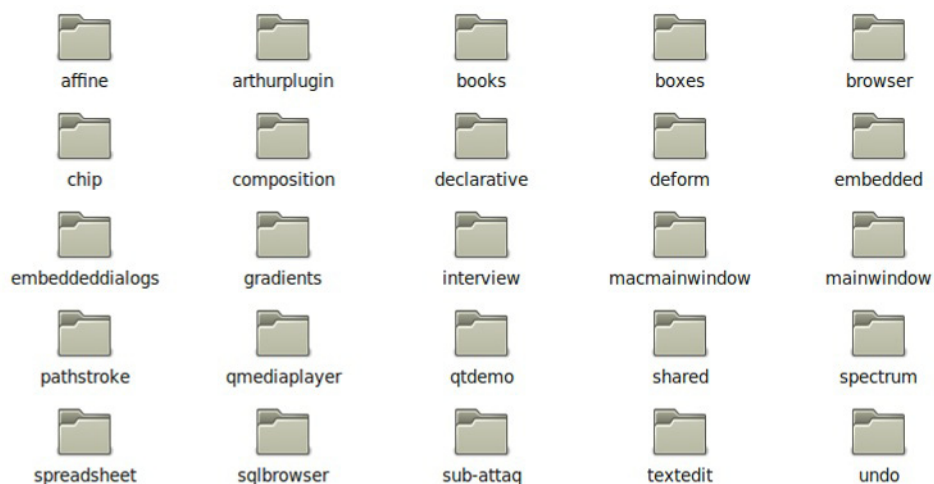 affine
arthurplugin
books
boxes
browser
chip
composition
declarative
deform
embedded
embeddeddialogs
gradients
interview
macmainwindow
mainwindow
pathstroke
qmediaplayer
qtdemo
shared
spectrum
spreadsheet
sqlbrowser
sub-attaq
textedit
undo